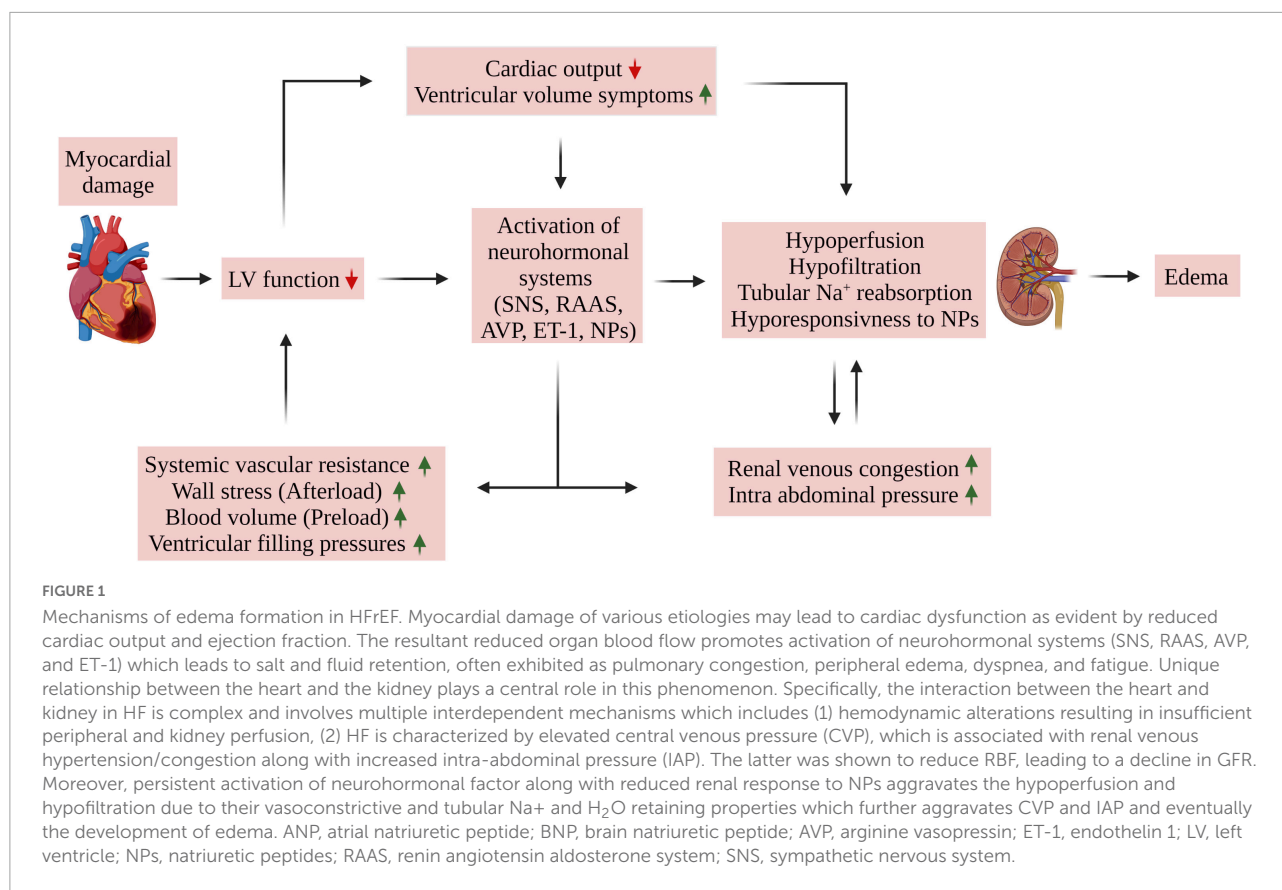 Cardiac output
Ventricular volume symptoms
Myocardial
damage
LV function
Activation of
neurohormonal
systems
(SNS, RAAS,
AVP, ET-1, NPs)
Hypoperfusion
Hypofiltration
Tubular Na⁺ reabsorption
Hyporesponsivness to NPs
Edema
Systemic vascular resistance
Wall stress (Afterload)
Blood volume (Preload)
Ventricular filling pressures
Renal venous congestion
Intra abdominal pressure
FIGURE 1
Mechanisms of edema formation in HFrEF. Myocardial damage of various etiologies may lead to cardiac dysfunction as evident by reduced
cardiac output and ejection fraction. The resultant reduced organ blood flow promotes activation of neurohormonal systems (SNS, RAAS, AVP,
and ET-1) which leads to salt and fluid retention, often exhibited as pulmonary congestion, peripheral edema, dyspnea, and fatigue. Unique
relationship between the heart and the kidney plays a central role in this phenomenon. Specifically, the interaction between the heart and
kidney in HF is complex and involves multiple interdependent mechanisms which includes (1) hemodynamic alterations resulting in insufficient
peripheral and kidney perfusion, (2) HF is characterized by elevated central venous pressure (CVP), which is associated with renal venous
hypertension/congestion along with increased intra-abdominal pressure (IAP). The latter was shown to reduce RBF, leading to a decline in GFR.
Moreover, persistent activation of neurohormonal factor along with reduced renal response to NPs aggravates the hypoperfusion and
hypofiltration due to their vasoconstrictive and tubular Na+ and H₂O retaining properties which further aggravates CVP and IAP and eventually
the development of edema. ANP, atrial natriuretic peptide; BNP, brain natriuretic peptide; AVP, arginine vasopressin; ET-1, endothelin 1; LV, left
ventricle; NPs, natriuretic peptides; RAAS, renin angiotensin aldosterone system; SNS, sympathetic nervous system.